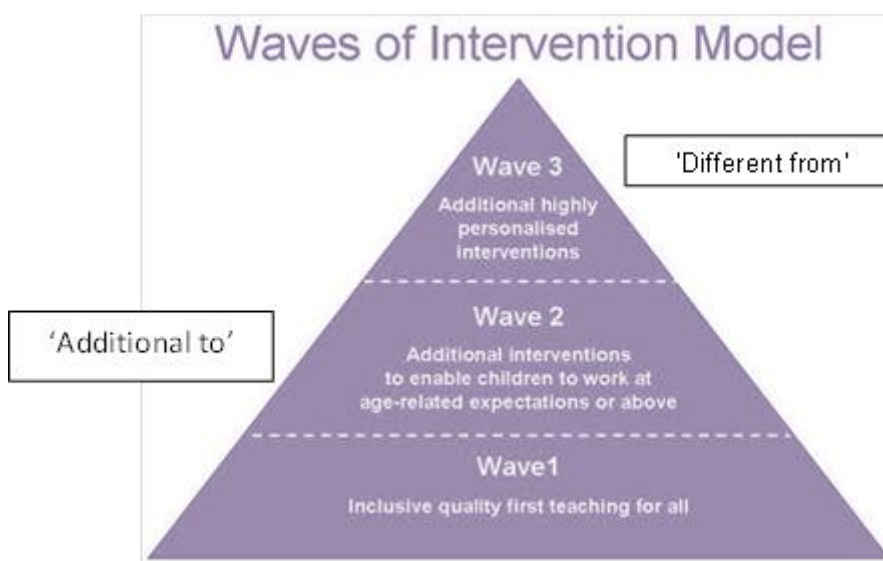 Waves of Intervention Model
'Different from'
Wave 3
Additional highly
personalised
interventions
‘Additional to’
Wave 2
Additional interventions
to enable children to work at
age-related expectations or above
Wave1
Inclusive quality first teaching for all